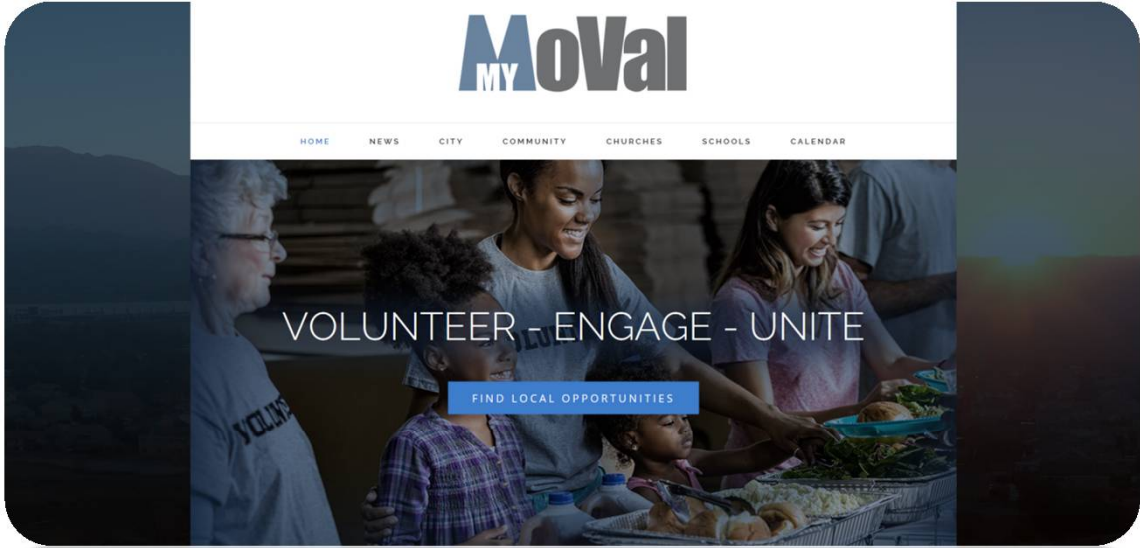 MY MoVal
HOME NEWS CITY COMMUNITY CHURCHES SCHOOLS CALENDAR
VOLUNTEER - ENGAGE - UNITE
FIND LOCAL OPPORTUNITIES